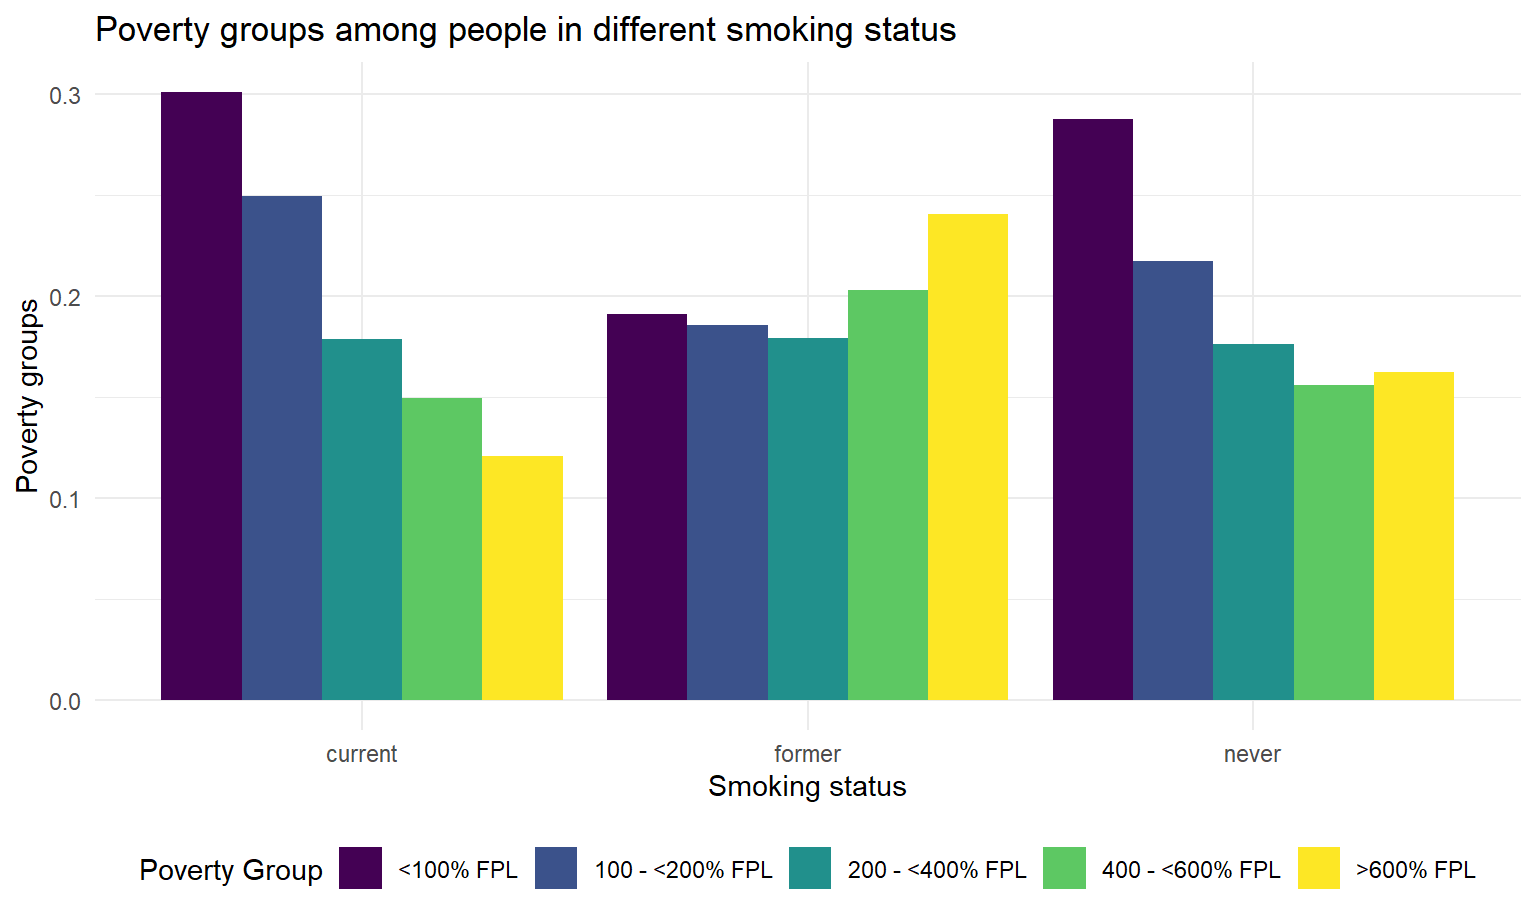 Poverty groups among people in different smoking status
Poverty groups
0.3
0.2
0.1
0.0
current former never
Smoking status
Poverty Group <100% FPL 100 - <200% FPL 200 - <400% FPL 400 - <600% FPL >600% FPL